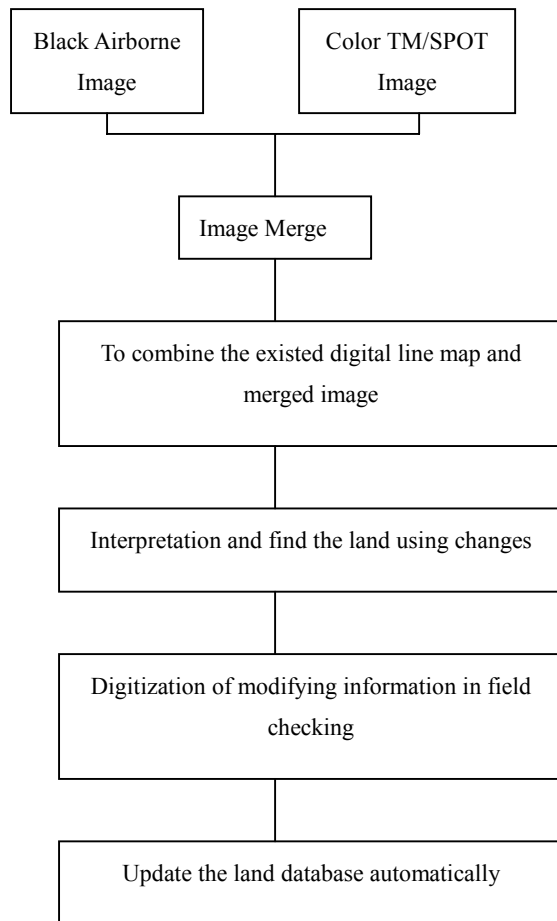 Black Airborne
Image
Color TM/SPOT
Image
Image Merge
To combine the existed digital line map and
merged image
Interpretation and find the land using changes
Digitization of modifying information in field
checking
Update the land database automatically